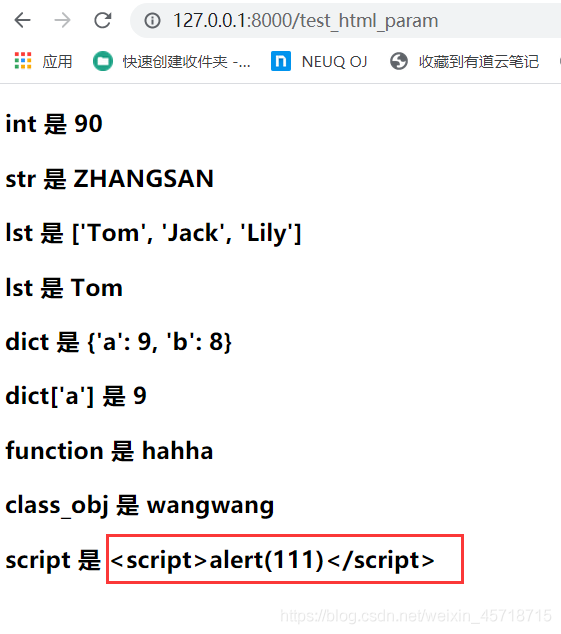 127.0.0.1:8000/test_html_param
应用 快速创建收件夹 -... NEUQ OJ 收藏到有道云笔记
int 是 90
str 是 ZHANGSAN
lst 是 ['Tom', 'Jack', 'Lily']
lst 是 Tom
dict 是 {'a': 9, 'b': 8}
dict['a'] 是 9
function 是 hahha
class_obj 是 wangwang
script 是 <script>alert(111)</script>
https://blog.csdn.net/weixin_45718715